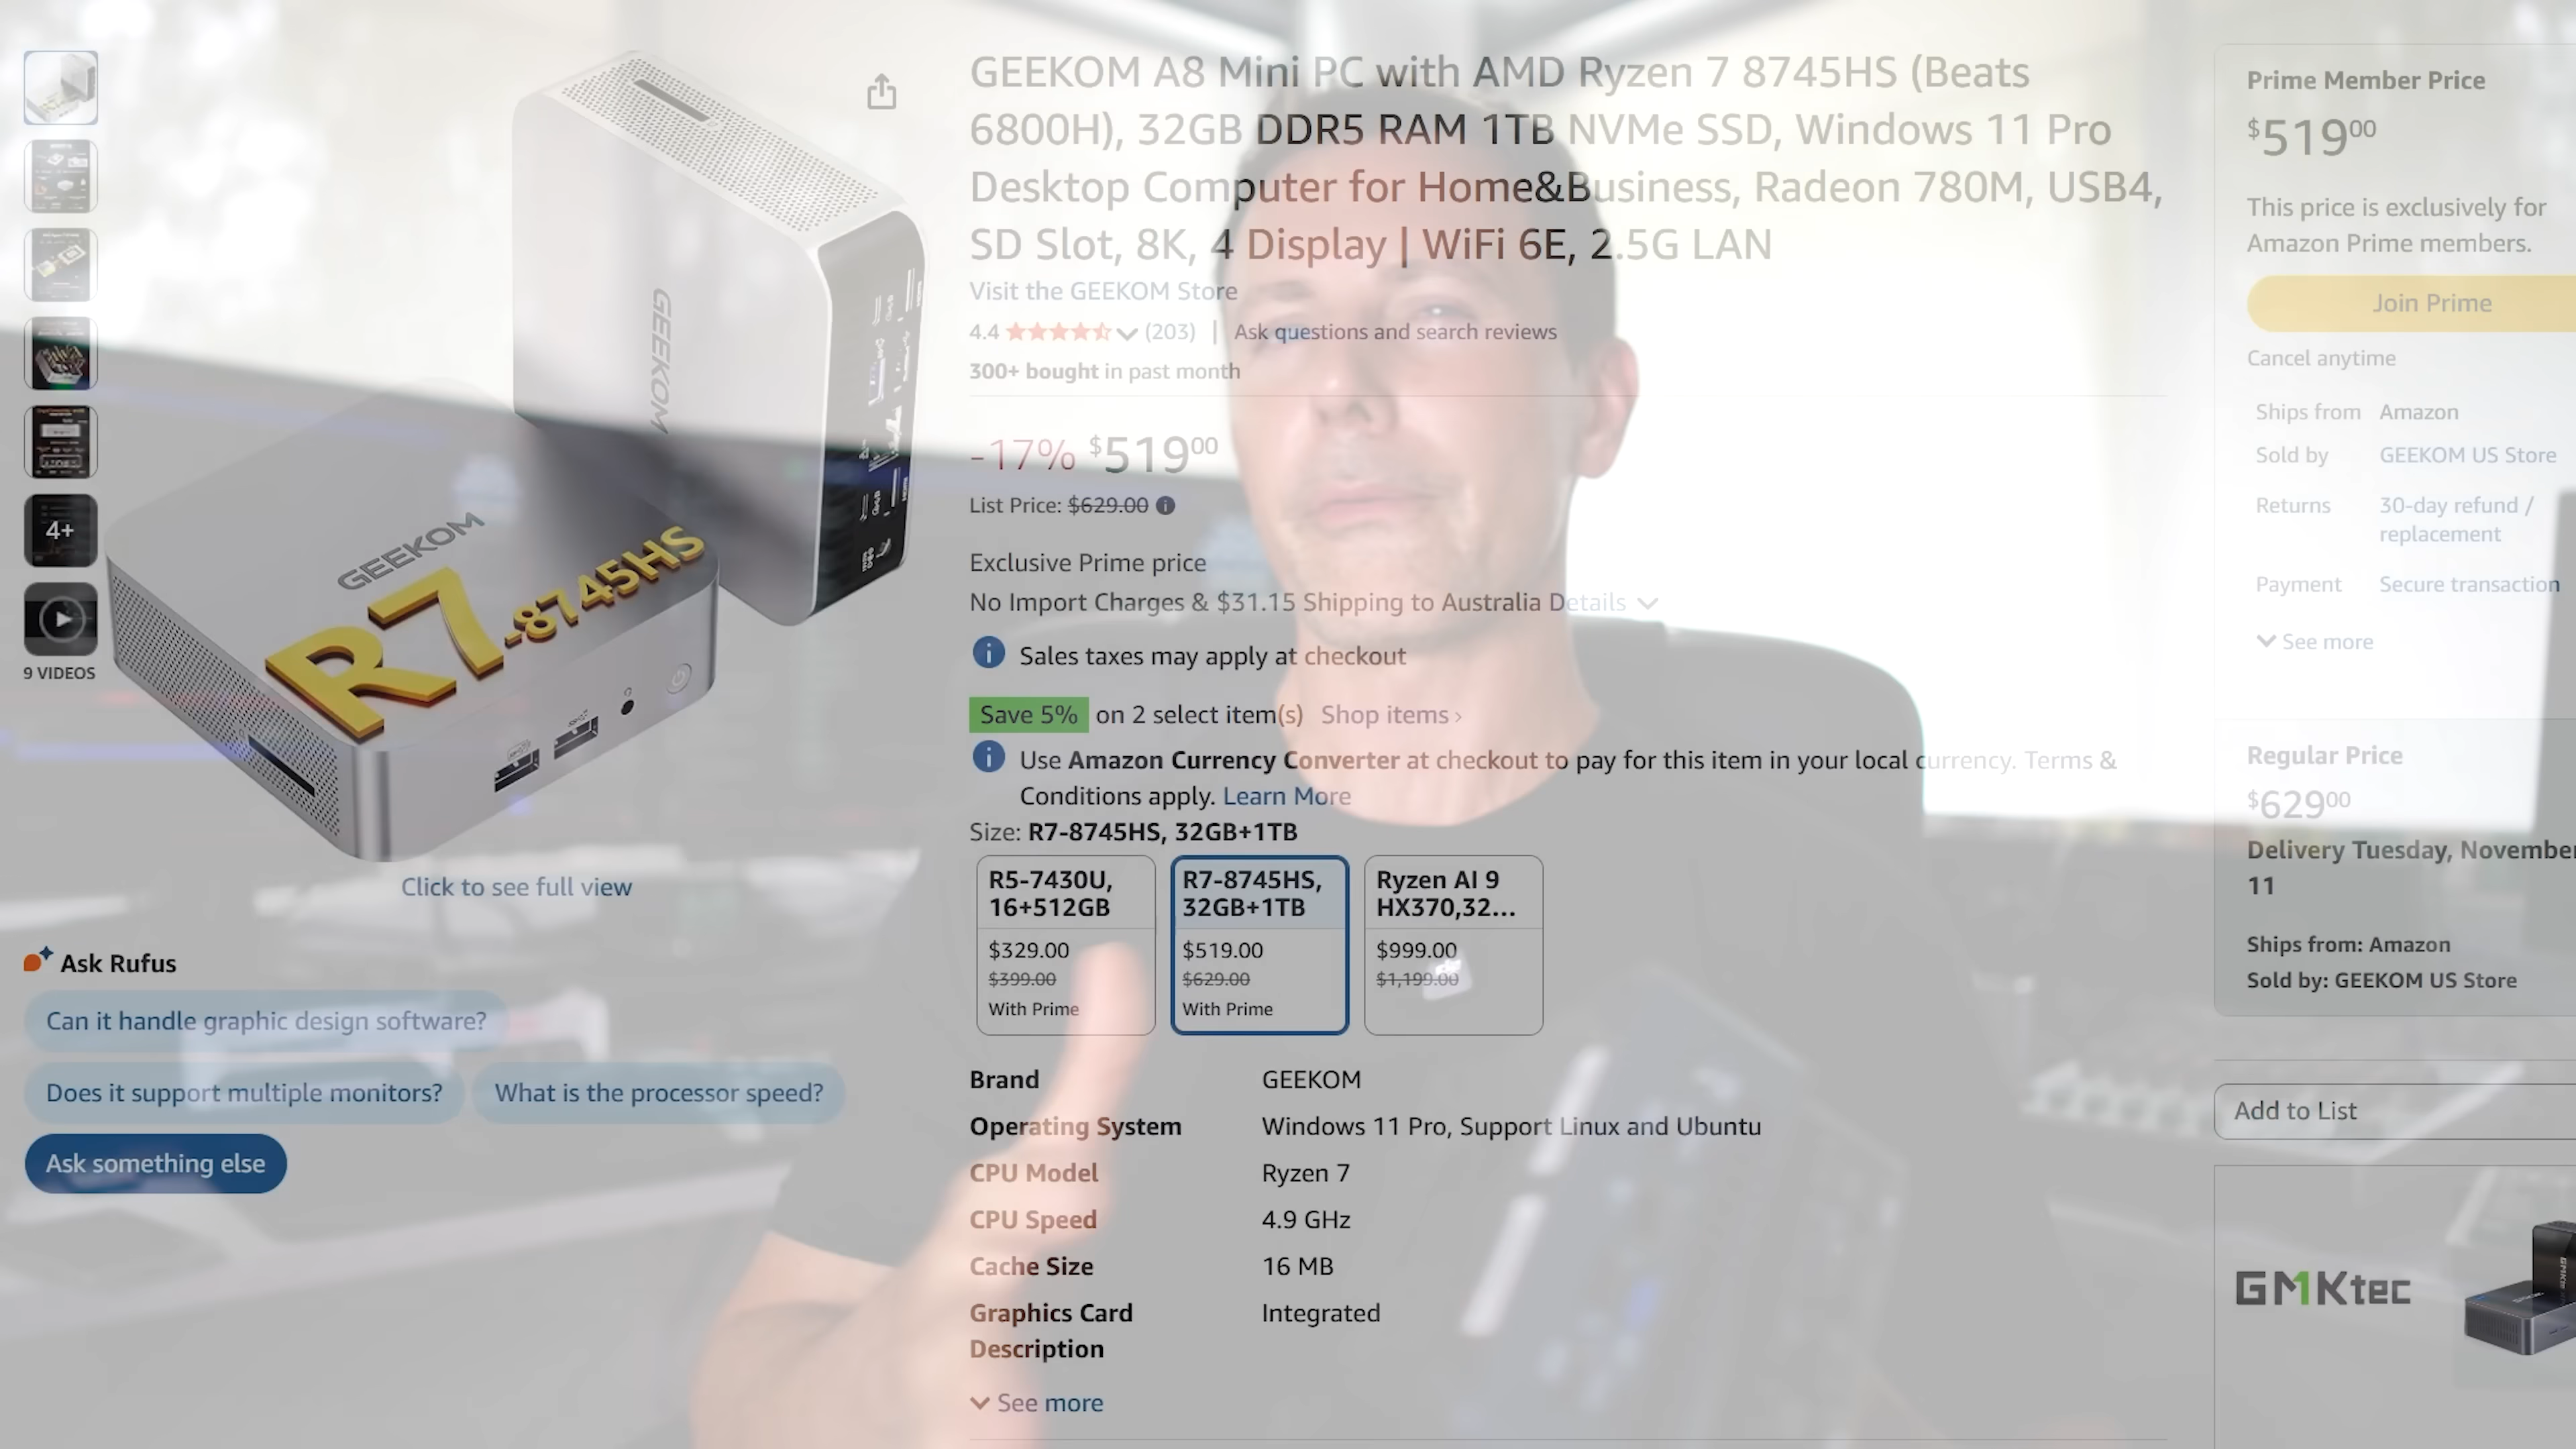 GEEKOM A8 Mini PC with AMD Ryzen 7 8745HS (Beats
6800H), 32GB DDR5 RAM 1TB NVMe SSD, Windows 11 Pro
Desktop Computer for Home&Business, Radeon 780M, USB4,
SD Slot, 8K, 4 Display | WiFi 6E, 2.5G LAN
Visit the GEEKOM Store
4.4 (203) | Ask questions and search reviews
300+ bought in past month
-17% $51900
List Price: $629.00
Exclusive Prime price
No Import Charges & $31.15 Shipping to Australia Details
Sales taxes may apply at checkout
Save 5% on 2 select item(s) Shop items ›
Use Amazon Currency Converter at checkout to pay for this item in your local currency. Terms &
Conditions apply. Learn More
Size: R7-8745HS, 32GB+1TB
R5-7430U,
16+512GB
$329.00
$399.00
With Prime
R7-8745HS,
32GB+1TB
$519.00
$629.00
With Prime
Ryzen AI 9
HX370,32...
$999.00
$1,199.00
Brand GEEKOM
Operating System Windows 11 Pro, Support Linux and Ubuntu
CPU Model Ryzen 7
CPU Speed 4.9 GHz
Cache Size 16 MB
Graphics Card Integrated
Description
See more
GEEKOM
GEEKOM
R7-8745HS
4+
9 VIDEOS
Click to see full view
Ask Rufus
Can it handle graphic design software?
Does it support multiple monitors?
What is the processor speed?
Ask something else
Prime Member Price
$51900
This price is exclusively for
Amazon Prime members.
Join Prime
Cancel anytime
Ships from Amazon
Sold by GEEKOM US Store
Returns 30-day refund /
replacement
Payment Secure transaction
See more
Regular Price
$62900
Delivery Tuesday, November
11
Ships from: Amazon
Sold by: GEEKOM US Store
Add to List
GMKtec